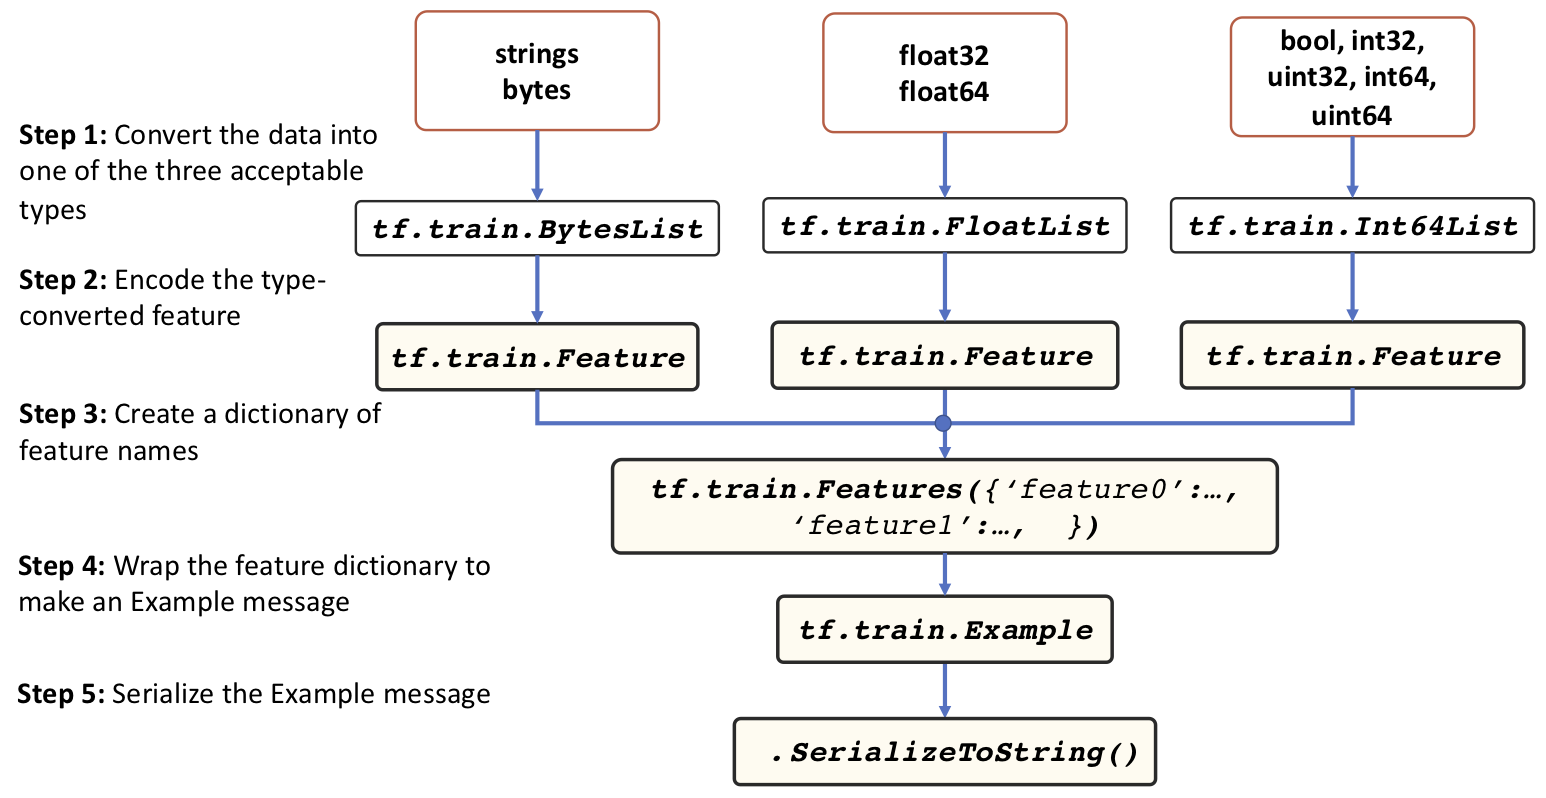 strings
bytes
float32
float64
bool, int32,
uint32, int64,
uint64
Step 1: Convert the data into
one of the three acceptable
types
tf.train.BytesList
tf.train.FloatList
tf.train.Int64List
Step 2: Encode the type-
converted feature
tf.train.Feature
tf.train.Feature
tf.train.Feature
Step 3: Create a dictionary of
feature names
tf.train.Features({‘feature0’:…,
‘feature1’:…, })
Step 4: Wrap the feature dictionary to
make an Example message
tf.train.Example
Step 5: Serialize the Example message
.SerializeToString()